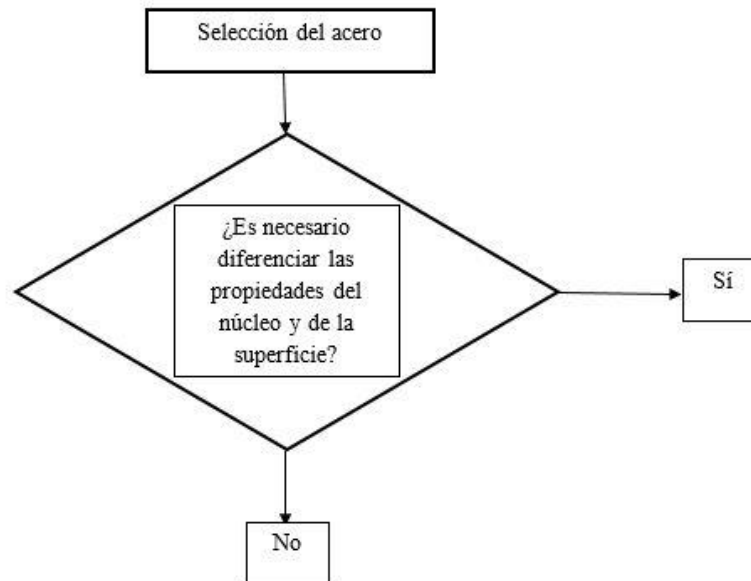 Selección del acero
¿Es necesario
diferenciar las
propiedades del
núcleo y de la
superficie?
Sí
No